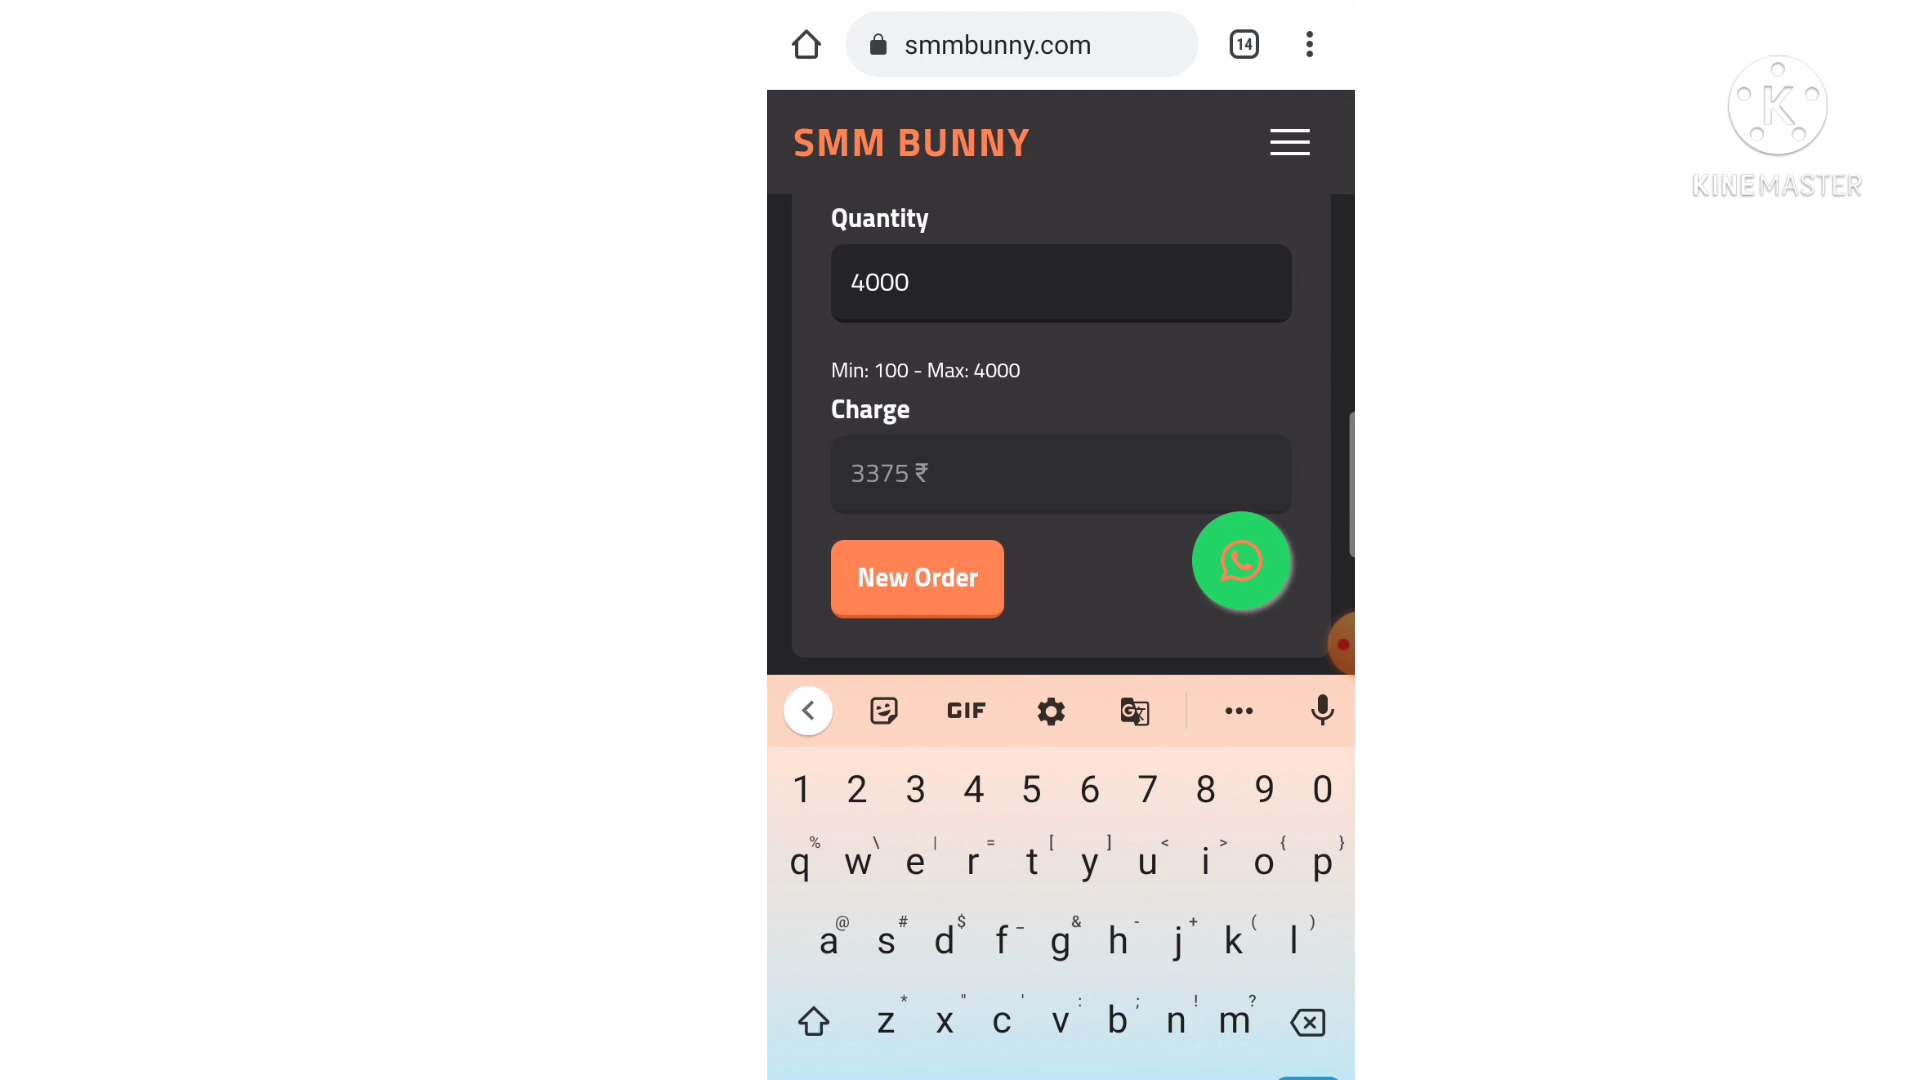 smmbunny.com
14
K
KINEMASTER
SMM BUNNY
Quantity
4000
Min: 100 - Max: 4000
Charge
3375 ₹
New Order
GIF
G
1 2 3 4 5 6 7 8 9 0
% \ | = [ ] < > { }
q w e r t y u i o p
@ # $ _ & - + ( )
a s d f g h j k l
* " ' : ; ! ?
z x c v b n m